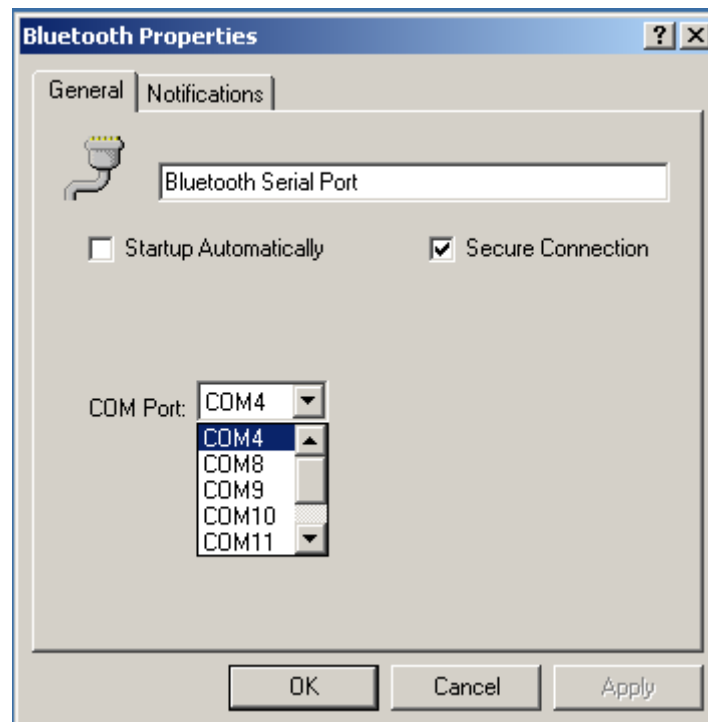 Bluetooth Properties
General Notifications
Bluetooth Serial Port
Startup Automatically Secure Connection
COM Port: COM4
COM4
COM8
COM9
COM10
COM11
OK Cancel Apply